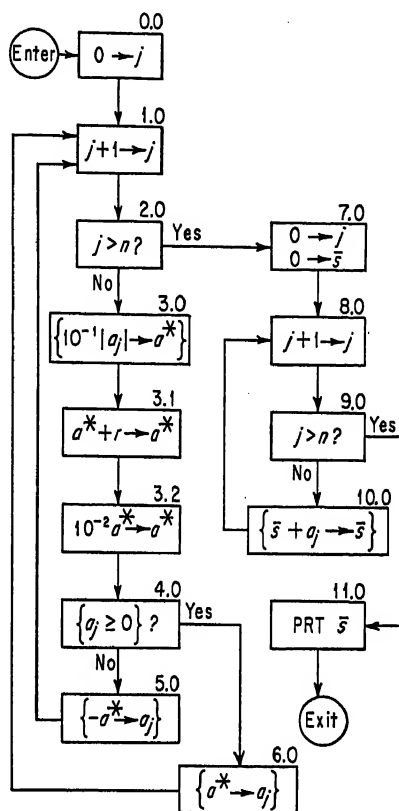 0.0
Enter
0 → j
1.0
j+1→j
2.0
j>n?
Yes
No
3.0
{10⁻¹|aⱼ|→a*}
3.1
a*+r→a*
3.2
10⁻²a*→a*
4.0
{aⱼ ≥ 0} ?
Yes
No
5.0
{-a*→aⱼ}
6.0
{a*→aⱼ}
7.0
0 → j
0 → s̅
8.0
j+1→j
9.0
j>n?
Yes
No
10.0
{s̅ + aⱼ → s̅}
11.0
PRT s̅
Exit